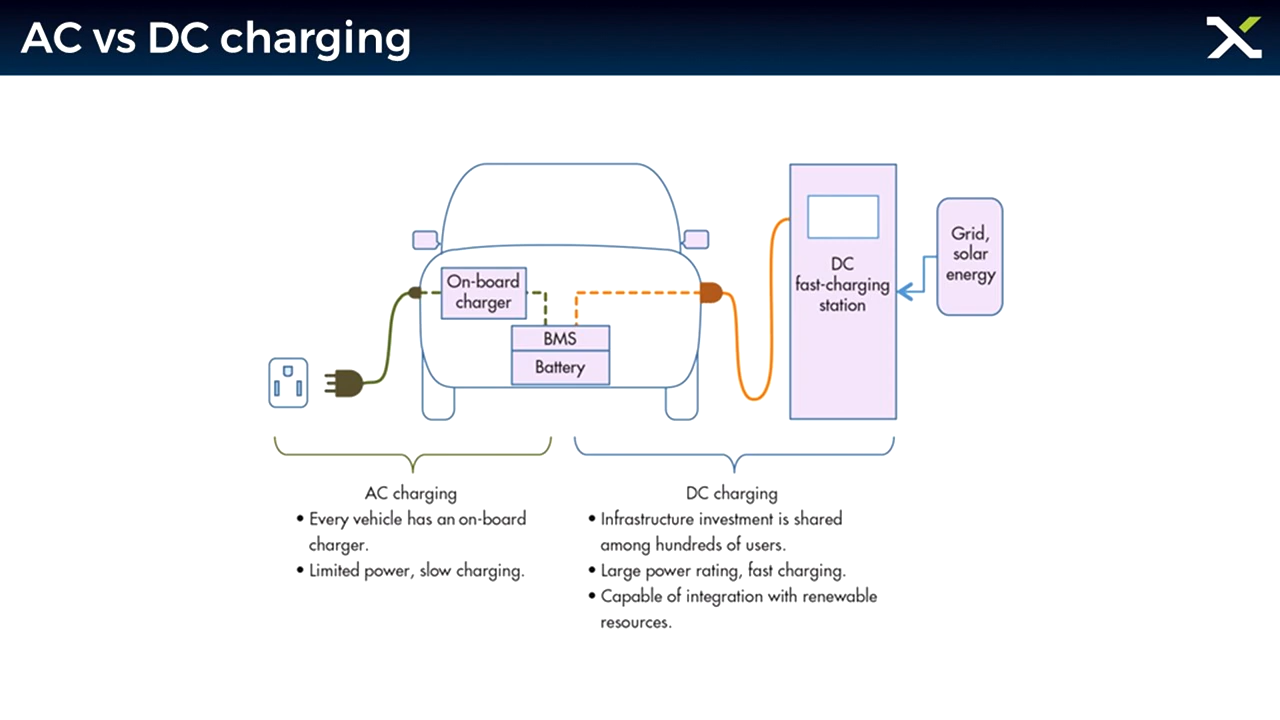 AC vs DC charging
On-board
charger
BMS
Battery
DC
fast-charging
station
Grid,
solar
energy
AC charging
• Every vehicle has an on-board
charger.
• Limited power, slow charging.
DC charging
• Infrastructure investment is shared
among hundreds of users.
• Large power rating, fast charging.
• Capable of integration with renewable
resources.